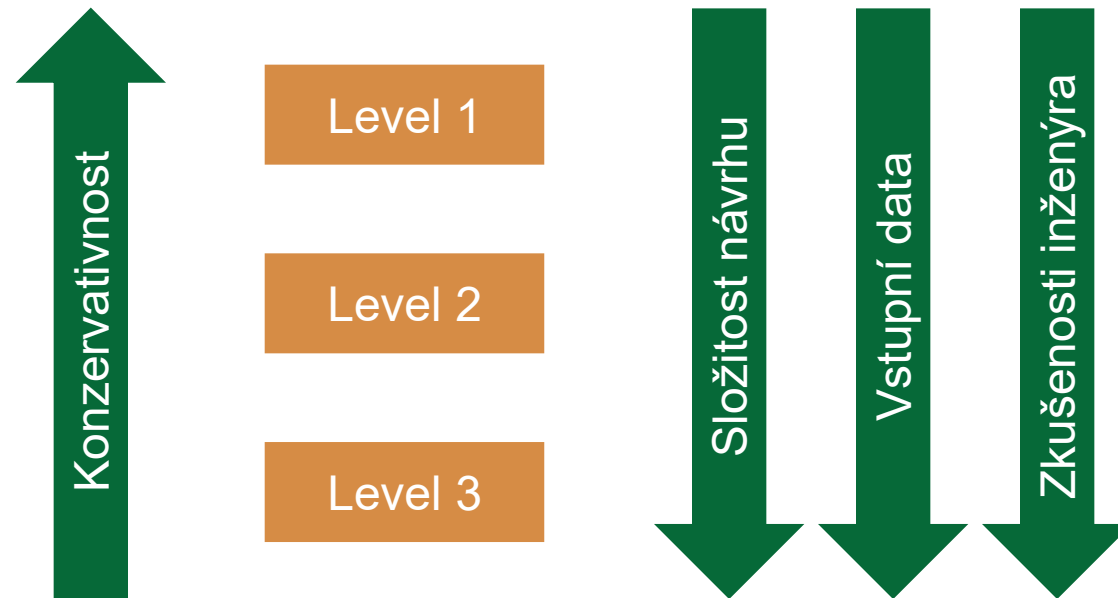 Konzervativnost
Level 1
Level 2
Level 3
Složitost návrhu
Vstupní data
Zkušenosti inženýra